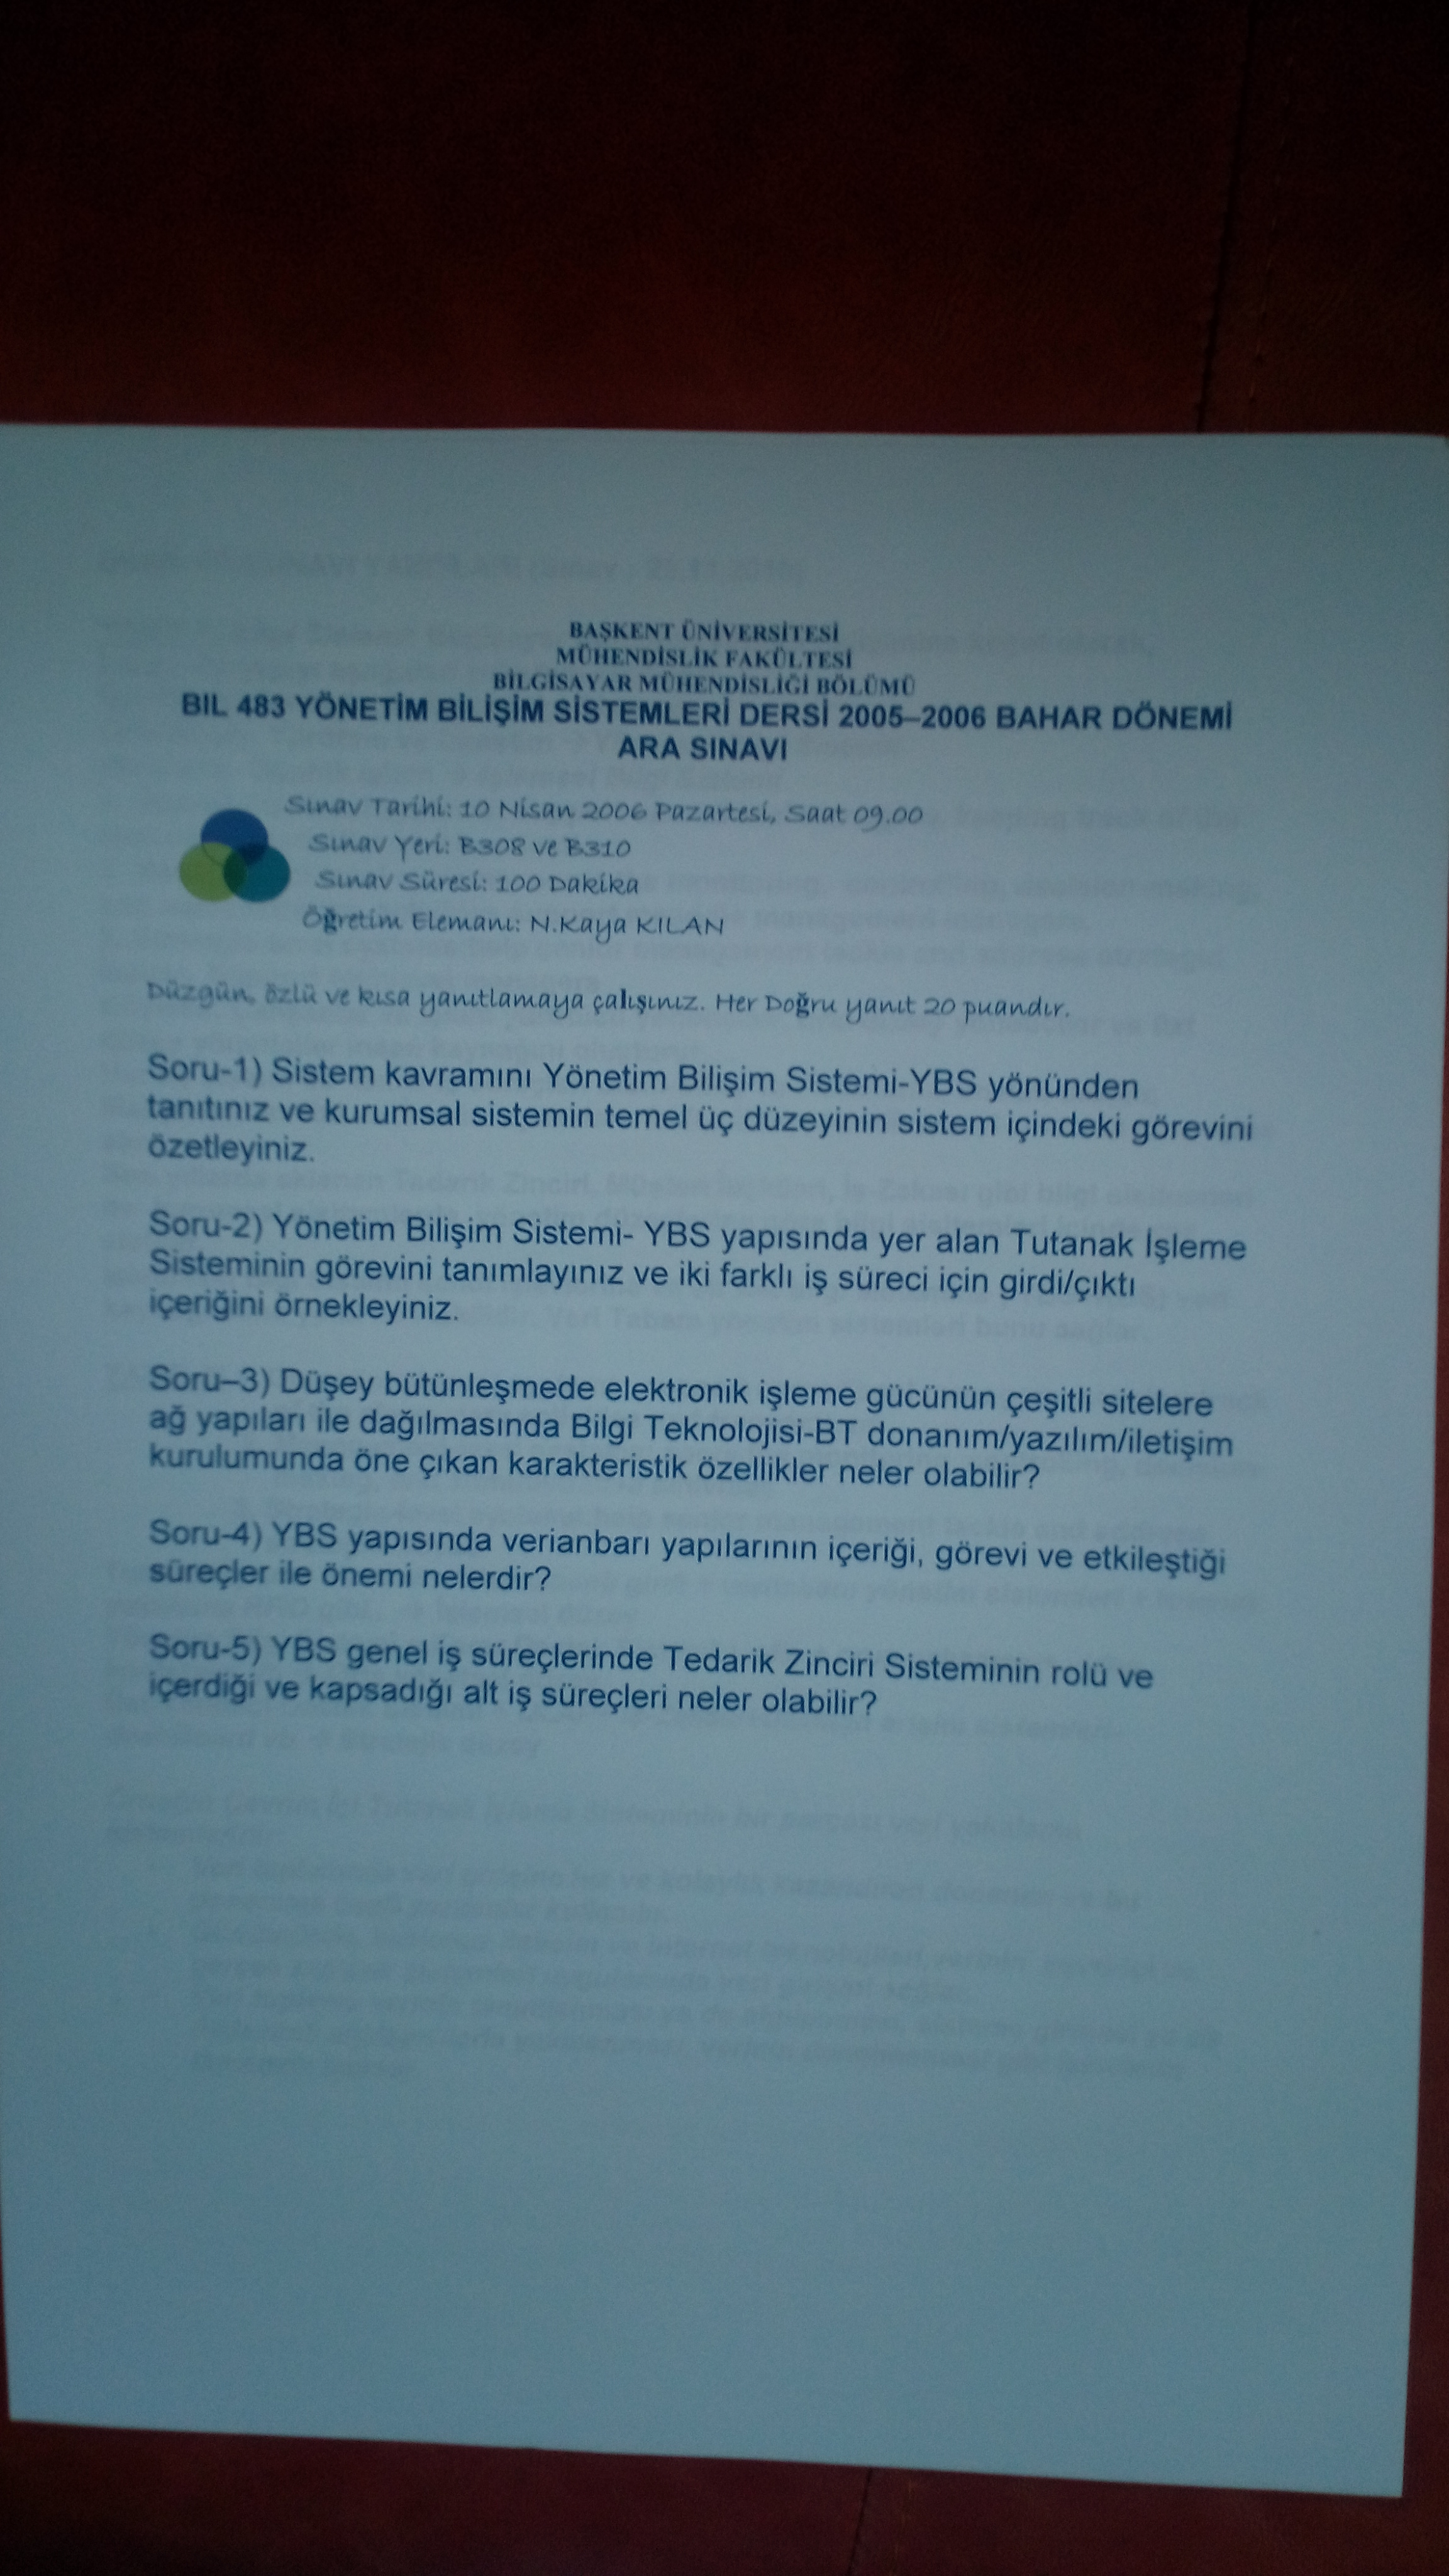 BAŞKENT ÜNİVERSİTESİ
MÜHENDİSLİK FAKÜLTESİ
BİLGİSAYAR MÜHENDİSLİĞİ BÖLÜMÜ
BIL 483 YÖNETİM BİLİŞİM SİSTEMLERİ DERSİ 2005–2006 BAHAR DÖNEMİ
ARA SINAVI
Sınav Tarihi: 10 Nisan 2006 Pazartesi, Saat 09.00
Sınav Yeri: B308 ve B310
Sınav Süresi: 100 Dakika
Öğretim Elemanı: N.Kaya KILAN
Düzgün, özlü ve kısa yanıtlamaya çalışınız. Her Doğru yanıt 20 puandır.
Soru-1) Sistem kavramını Yönetim Bilişim Sistemi-YBS yönünden
tanıtınız ve kurumsal sistemin temel üç düzeyinin sistem içindeki görevini
özetleyiniz.
Soru-2) Yönetim Bilişim Sistemi- YBS yapısında yer alan Tutanak İşleme
Sisteminin görevini tanımlayınız ve iki farklı iş süreci için girdi/çıktı
içeriğini örnekleyiniz.
Soru–3) Düşey bütünleşmede elektronik işleme gücünün çeşitli sitelere
ağ yapıları ile dağılmasında Bilgi Teknolojisi-BT donanım/yazılım/iletişim
kurulumunda öne çıkan karakteristik özellikler neler olabilir?
Soru-4) YBS yapısında verianbarı yapılarının içeriği, görevi ve etkileştiği
süreçler ile önemi nelerdir?
Soru-5) YBS genel iş süreçlerinde Tedarik Zinciri Sisteminin rolü ve
içerdiği ve kapsadığı alt iş süreçleri neler olabilir?